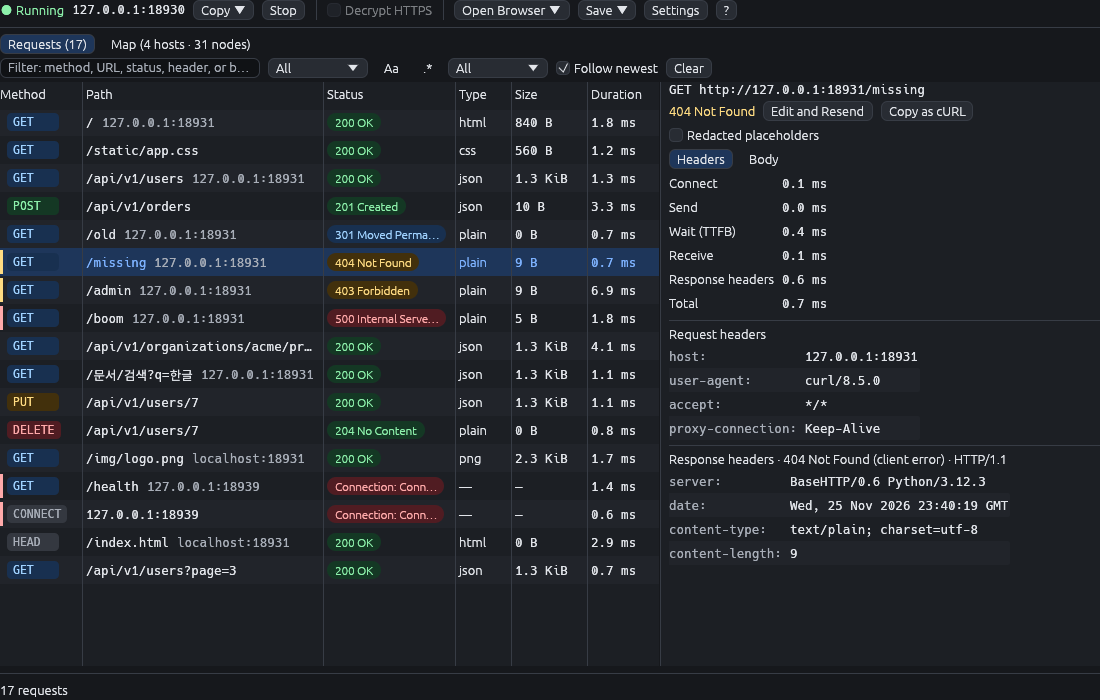 Running 127.0.0.1:18930 Copy ▼ Stop Decrypt HTTPS Open Browser ▼ Save ▼ Settings ?
Requests (17) Map (4 hosts · 31 nodes)
Filter: method, URL, status, header, or b… All ▼ Aa .* All ▼ Follow newest Clear
Method Path Status Type Size Duration
GET / 127.0.0.1:18931 200 OK html 840 B 1.8 ms
GET /static/app.css 200 OK css 560 B 1.2 ms
GET /api/v1/users 127.0.0.1:18931 200 OK json 1.3 KiB 1.3 ms
POST /api/v1/orders 201 Created json 10 B 3.3 ms
GET /old 127.0.0.1:18931 301 Moved Perma… plain 0 B 0.7 ms
GET /missing 127.0.0.1:18931 404 Not Found plain 9 B 0.7 ms
GET /admin 127.0.0.1:18931 403 Forbidden plain 9 B 6.9 ms
GET /boom 127.0.0.1:18931 500 Internal Serve… plain 5 B 1.8 ms
GET /api/v1/organizations/acme/pr… 200 OK json 1.3 KiB 4.1 ms
GET /문서/검색?q=한글 127.0.0.1:18931 200 OK json 1.3 KiB 1.1 ms
PUT /api/v1/users/7 200 OK json 1.3 KiB 1.1 ms
DELETE /api/v1/users/7 204 No Content plain 0 B 0.8 ms
GET /img/logo.png localhost:18931 200 OK png 2.3 KiB 1.7 ms
GET /health 127.0.0.1:18939 Connection: Conn… — – 1.4 ms
CONNECT 127.0.0.1:18939 Connection: Conn… — – 0.6 ms
HEAD /index.html localhost:18931 200 OK html 0 B 2.9 ms
GET /api/v1/users?page=3 200 OK json 1.3 KiB 0.7 ms
GET http://127.0.0.1:18931/missing
404 Not Found Edit and Resend Copy as cURL
Redacted placeholders
Headers Body
Connect 0.1 ms
Send 0.0 ms
Wait (TTFB) 0.4 ms
Receive 0.1 ms
Response headers 0.6 ms
Total 0.7 ms
Request headers
host: 127.0.0.1:18931
user-agent: curl/8.5.0
accept: */*
proxy-connection: Keep-Alive
Response headers · 404 Not Found (client error) · HTTP/1.1
server: BaseHTTP/0.6 Python/3.12.3
date: Wed, 25 Nov 2026 23:40:19 GMT
content-type: text/plain; charset=utf-8
content-length: 9
17 requests